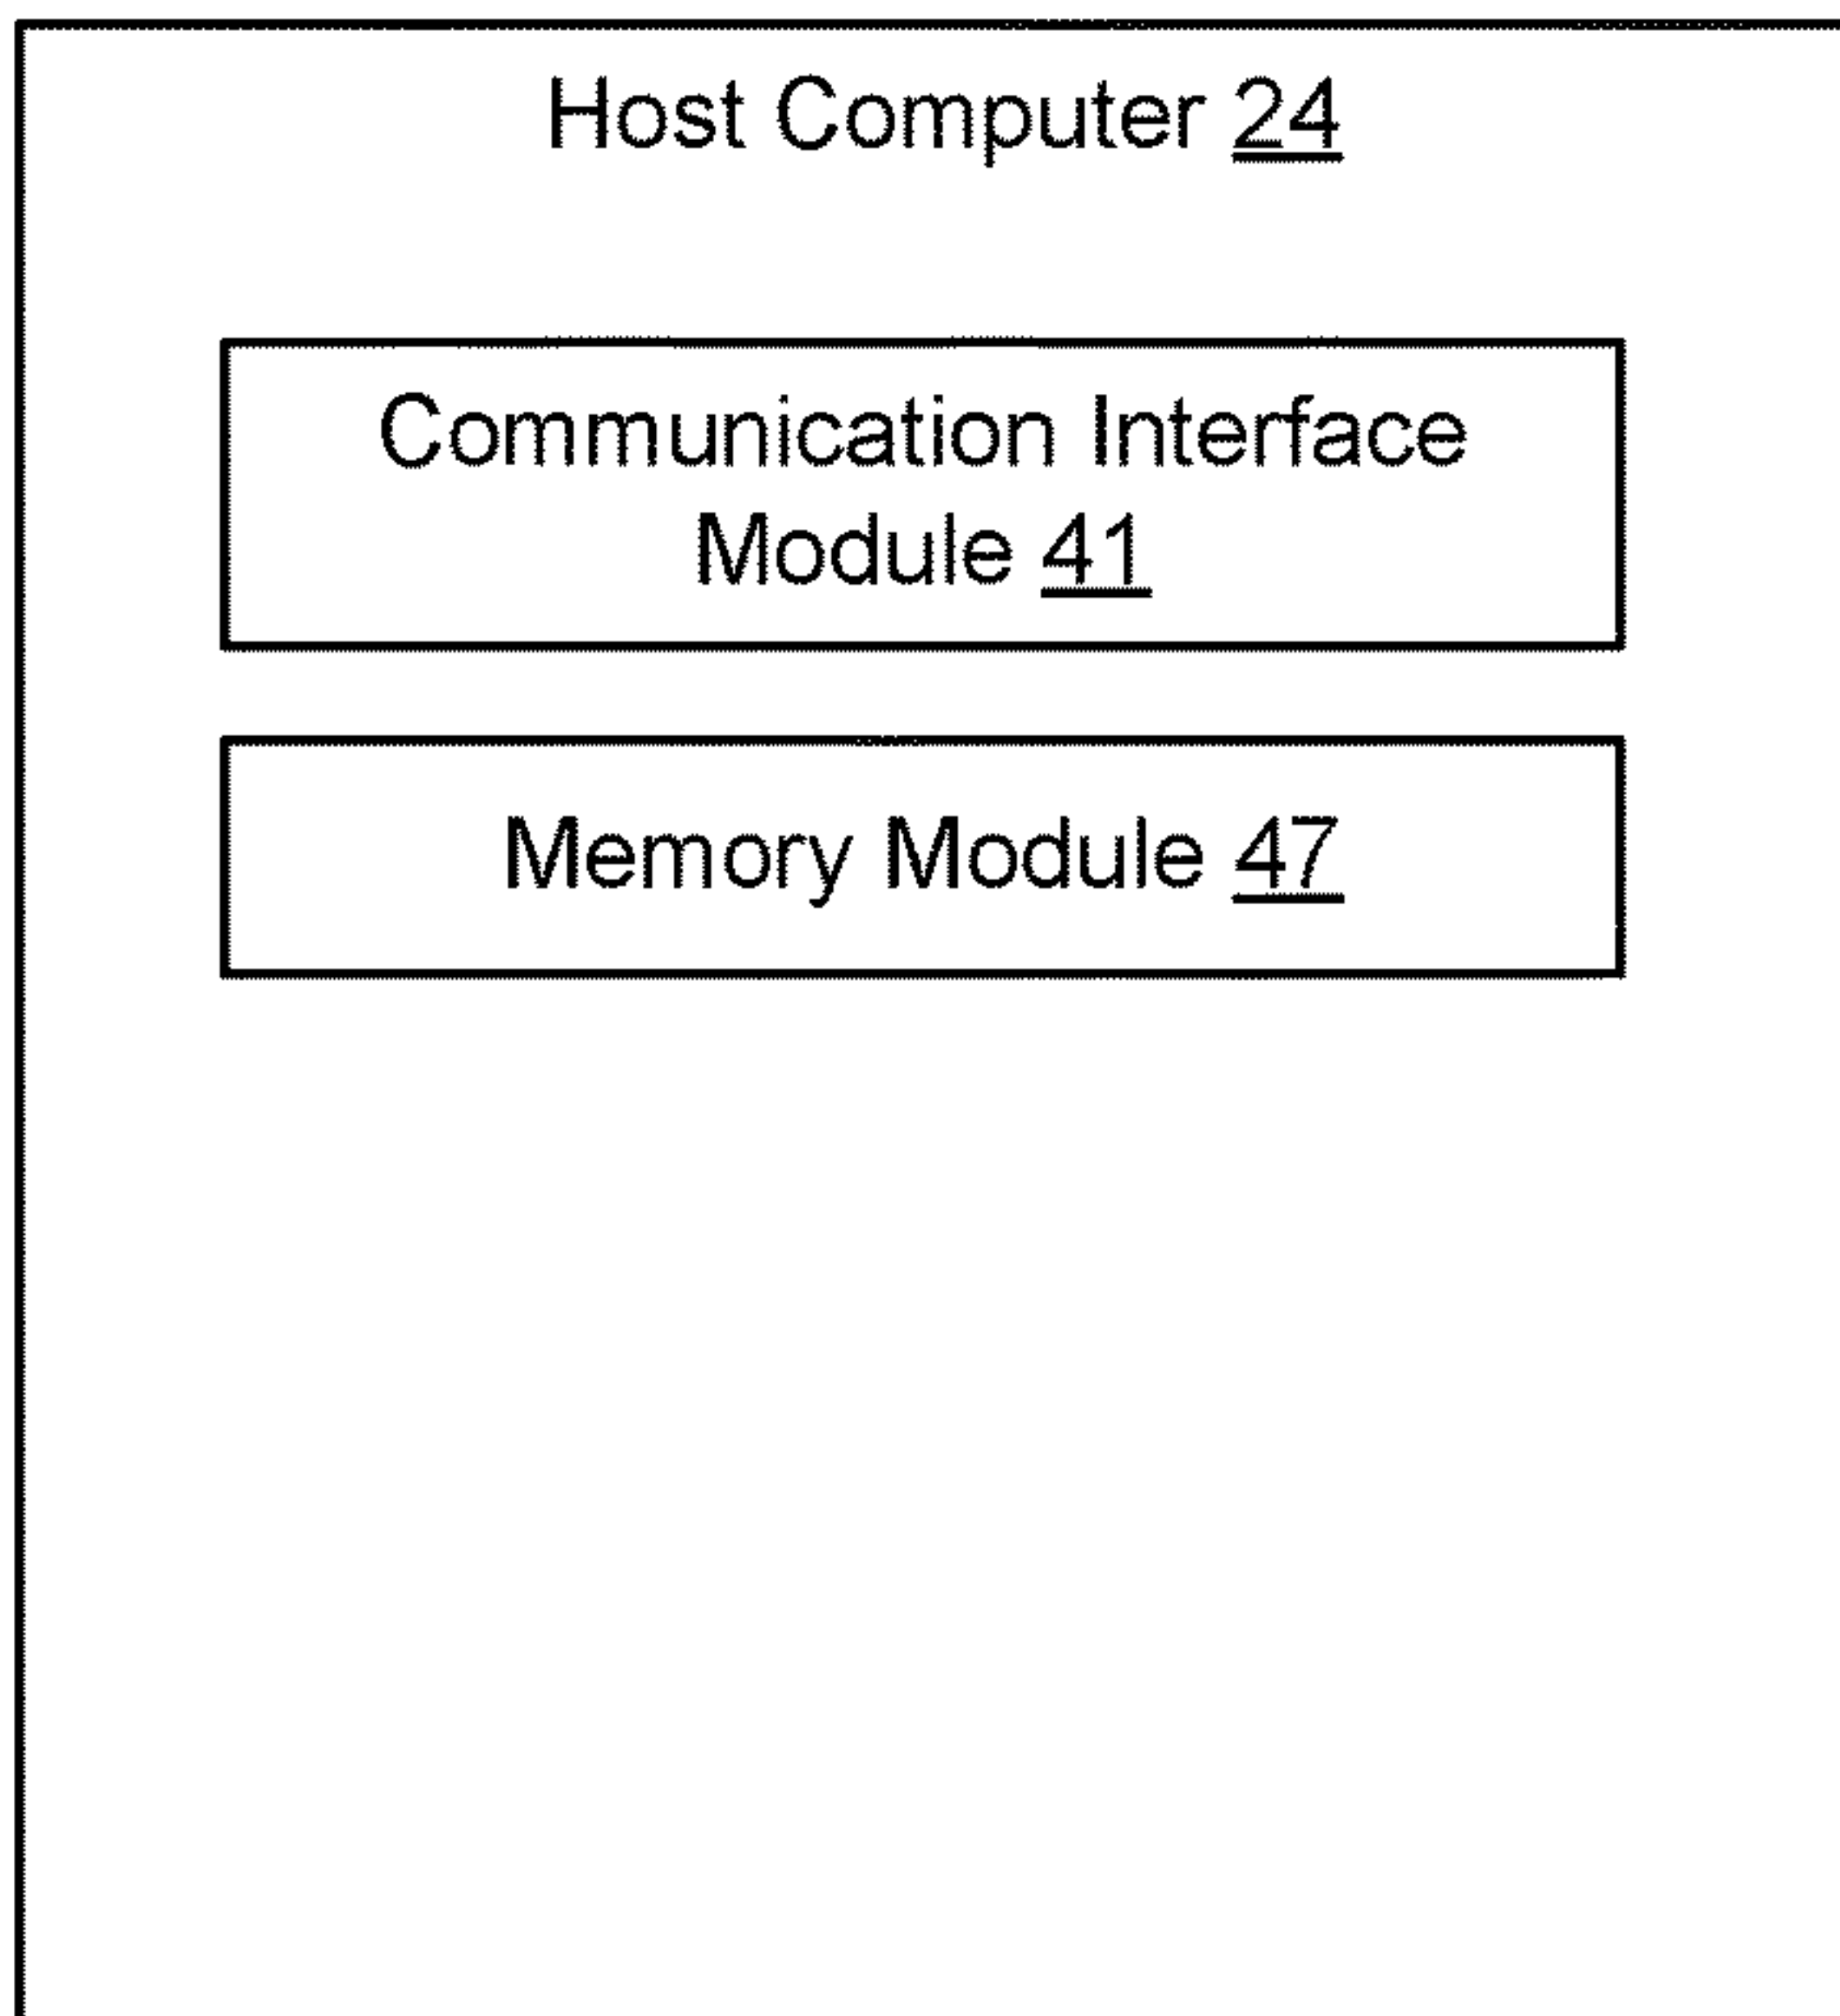 Host Computer 24
Communication Interface
Module 41
Memory Module 47